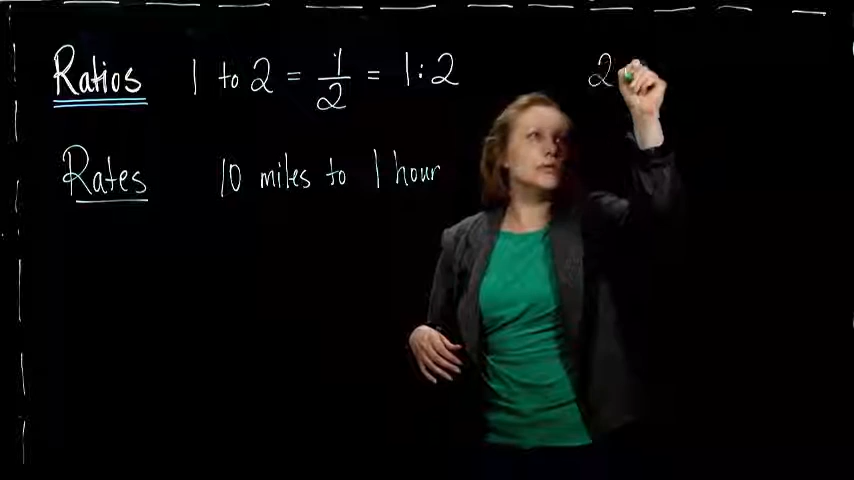 Ratios 1 to 2 = 1/2 = 1:2 2
Rates 10 miles to 1 hour